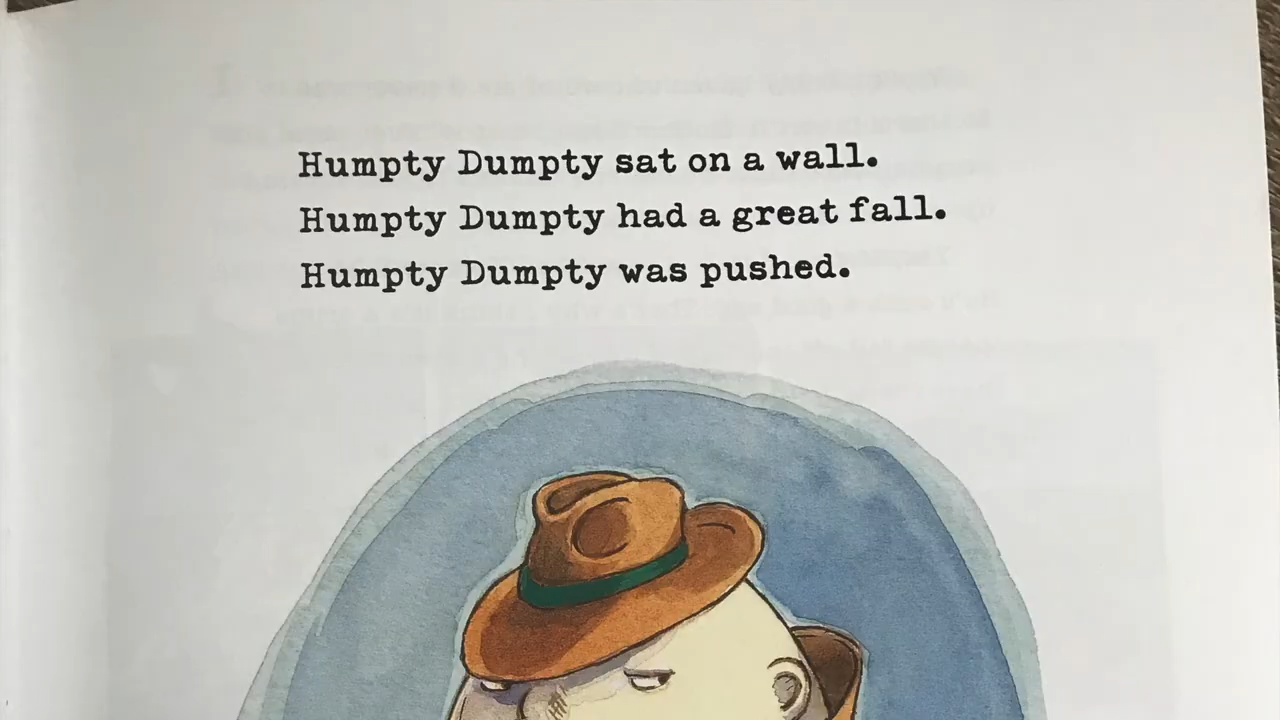 Humpty Dumpty sat on a wall.
Humpty Dumpty had a great fall.
Humpty Dumpty was pushed.